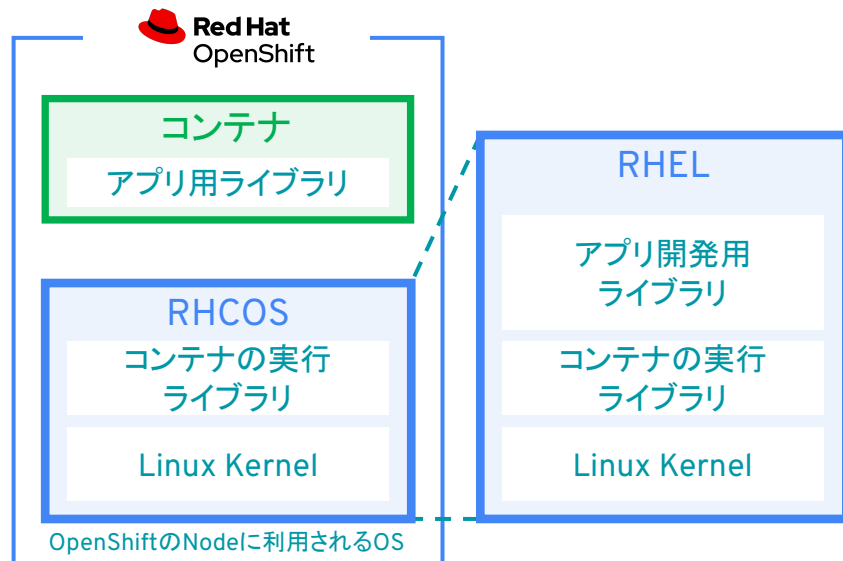 Red Hat
OpenShift
コンテナ
アプリ用ライブラリ
RHCOS
コンテナの実行
ライブラリ
Linux Kernel
OpenShiftのNodeに利用されるOS
RHEL
アプリ開発用
ライブラリ
コンテナの実行
ライブラリ
Linux Kernel